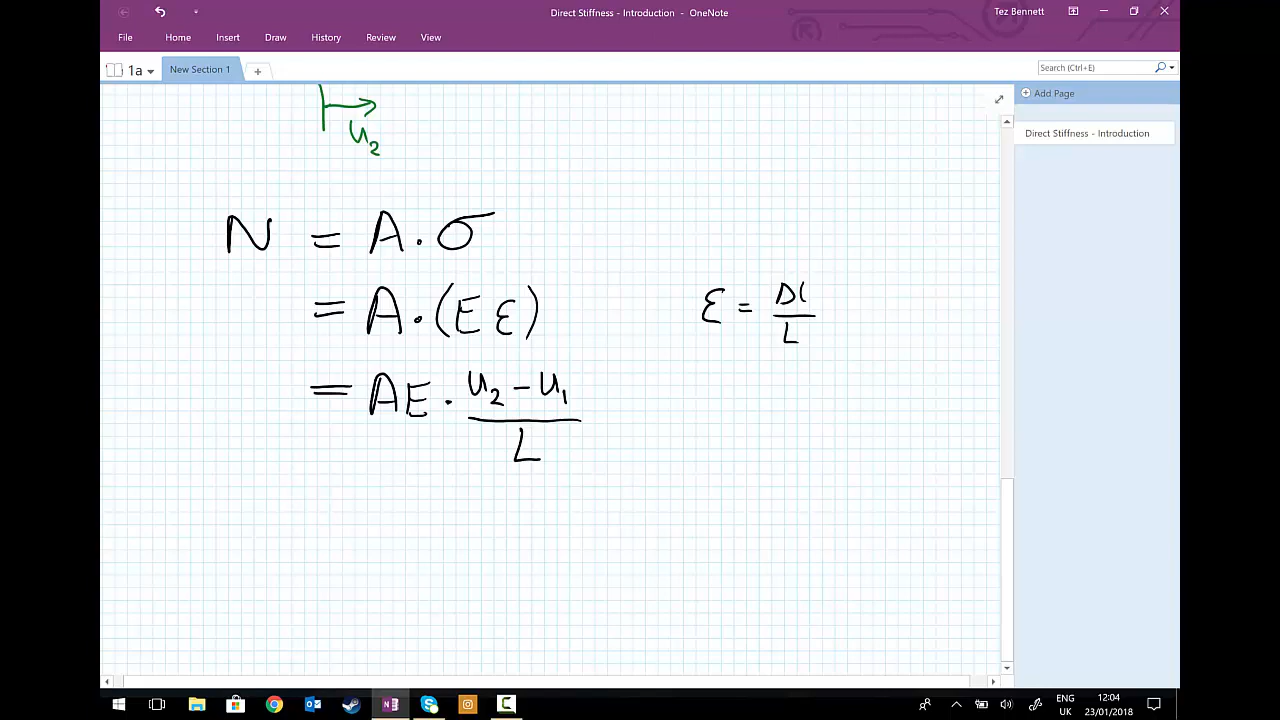 Direct Stiffness - Introduction - OneNote
Tez Bennett
File Home Insert Draw History Review View
1a New Section 1
Search (Ctrl+E)
Add Page
Direct Stiffness - Introduction
u₂
N = A · σ
= A · (E ε)
ε = Δl / L
= AE · (u₂ - u₁) / L
ENG
UK
12:04
23/01/2018